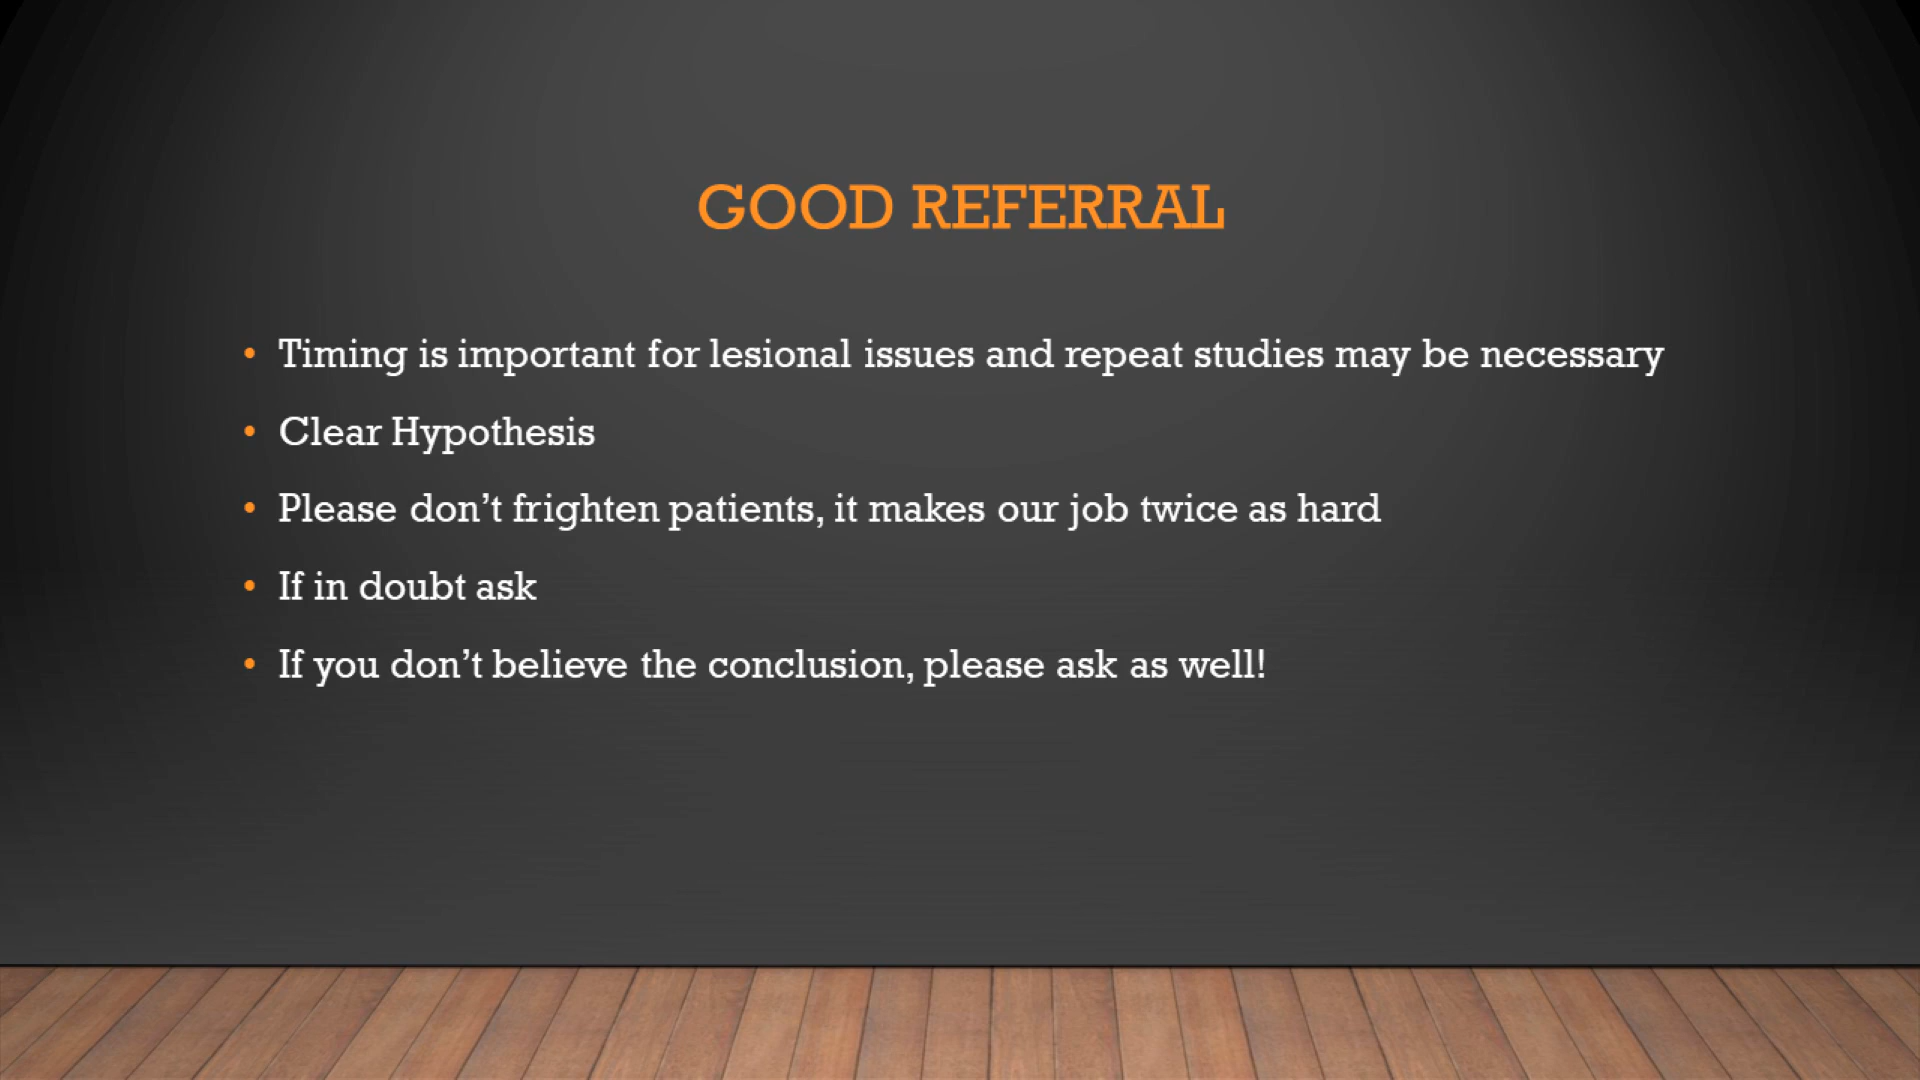 GOOD REFERRAL
• Timing is important for lesional issues and repeat studies may be necessary
• Clear Hypothesis
• Please don’t frighten patients, it makes our job twice as hard
• If in doubt ask
• If you don’t believe the conclusion, please ask as well!